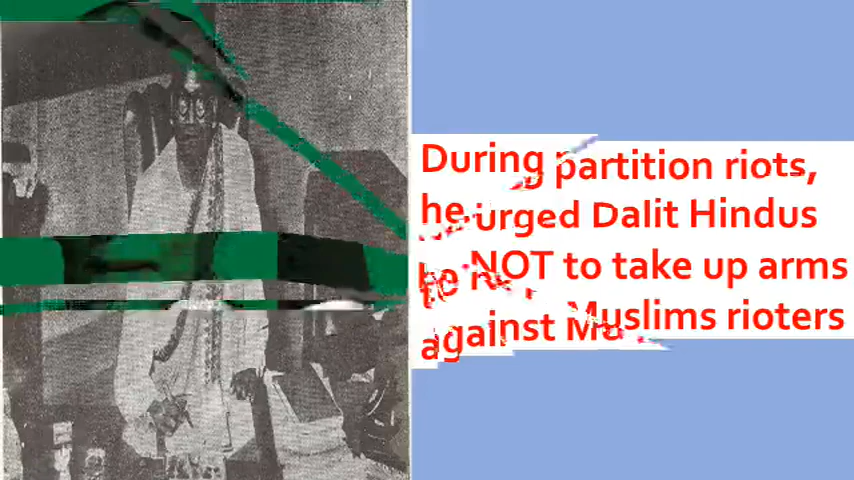 During partition riots,
he urged Dalit Hindus
NOT to take up arms
against Muslims rioters